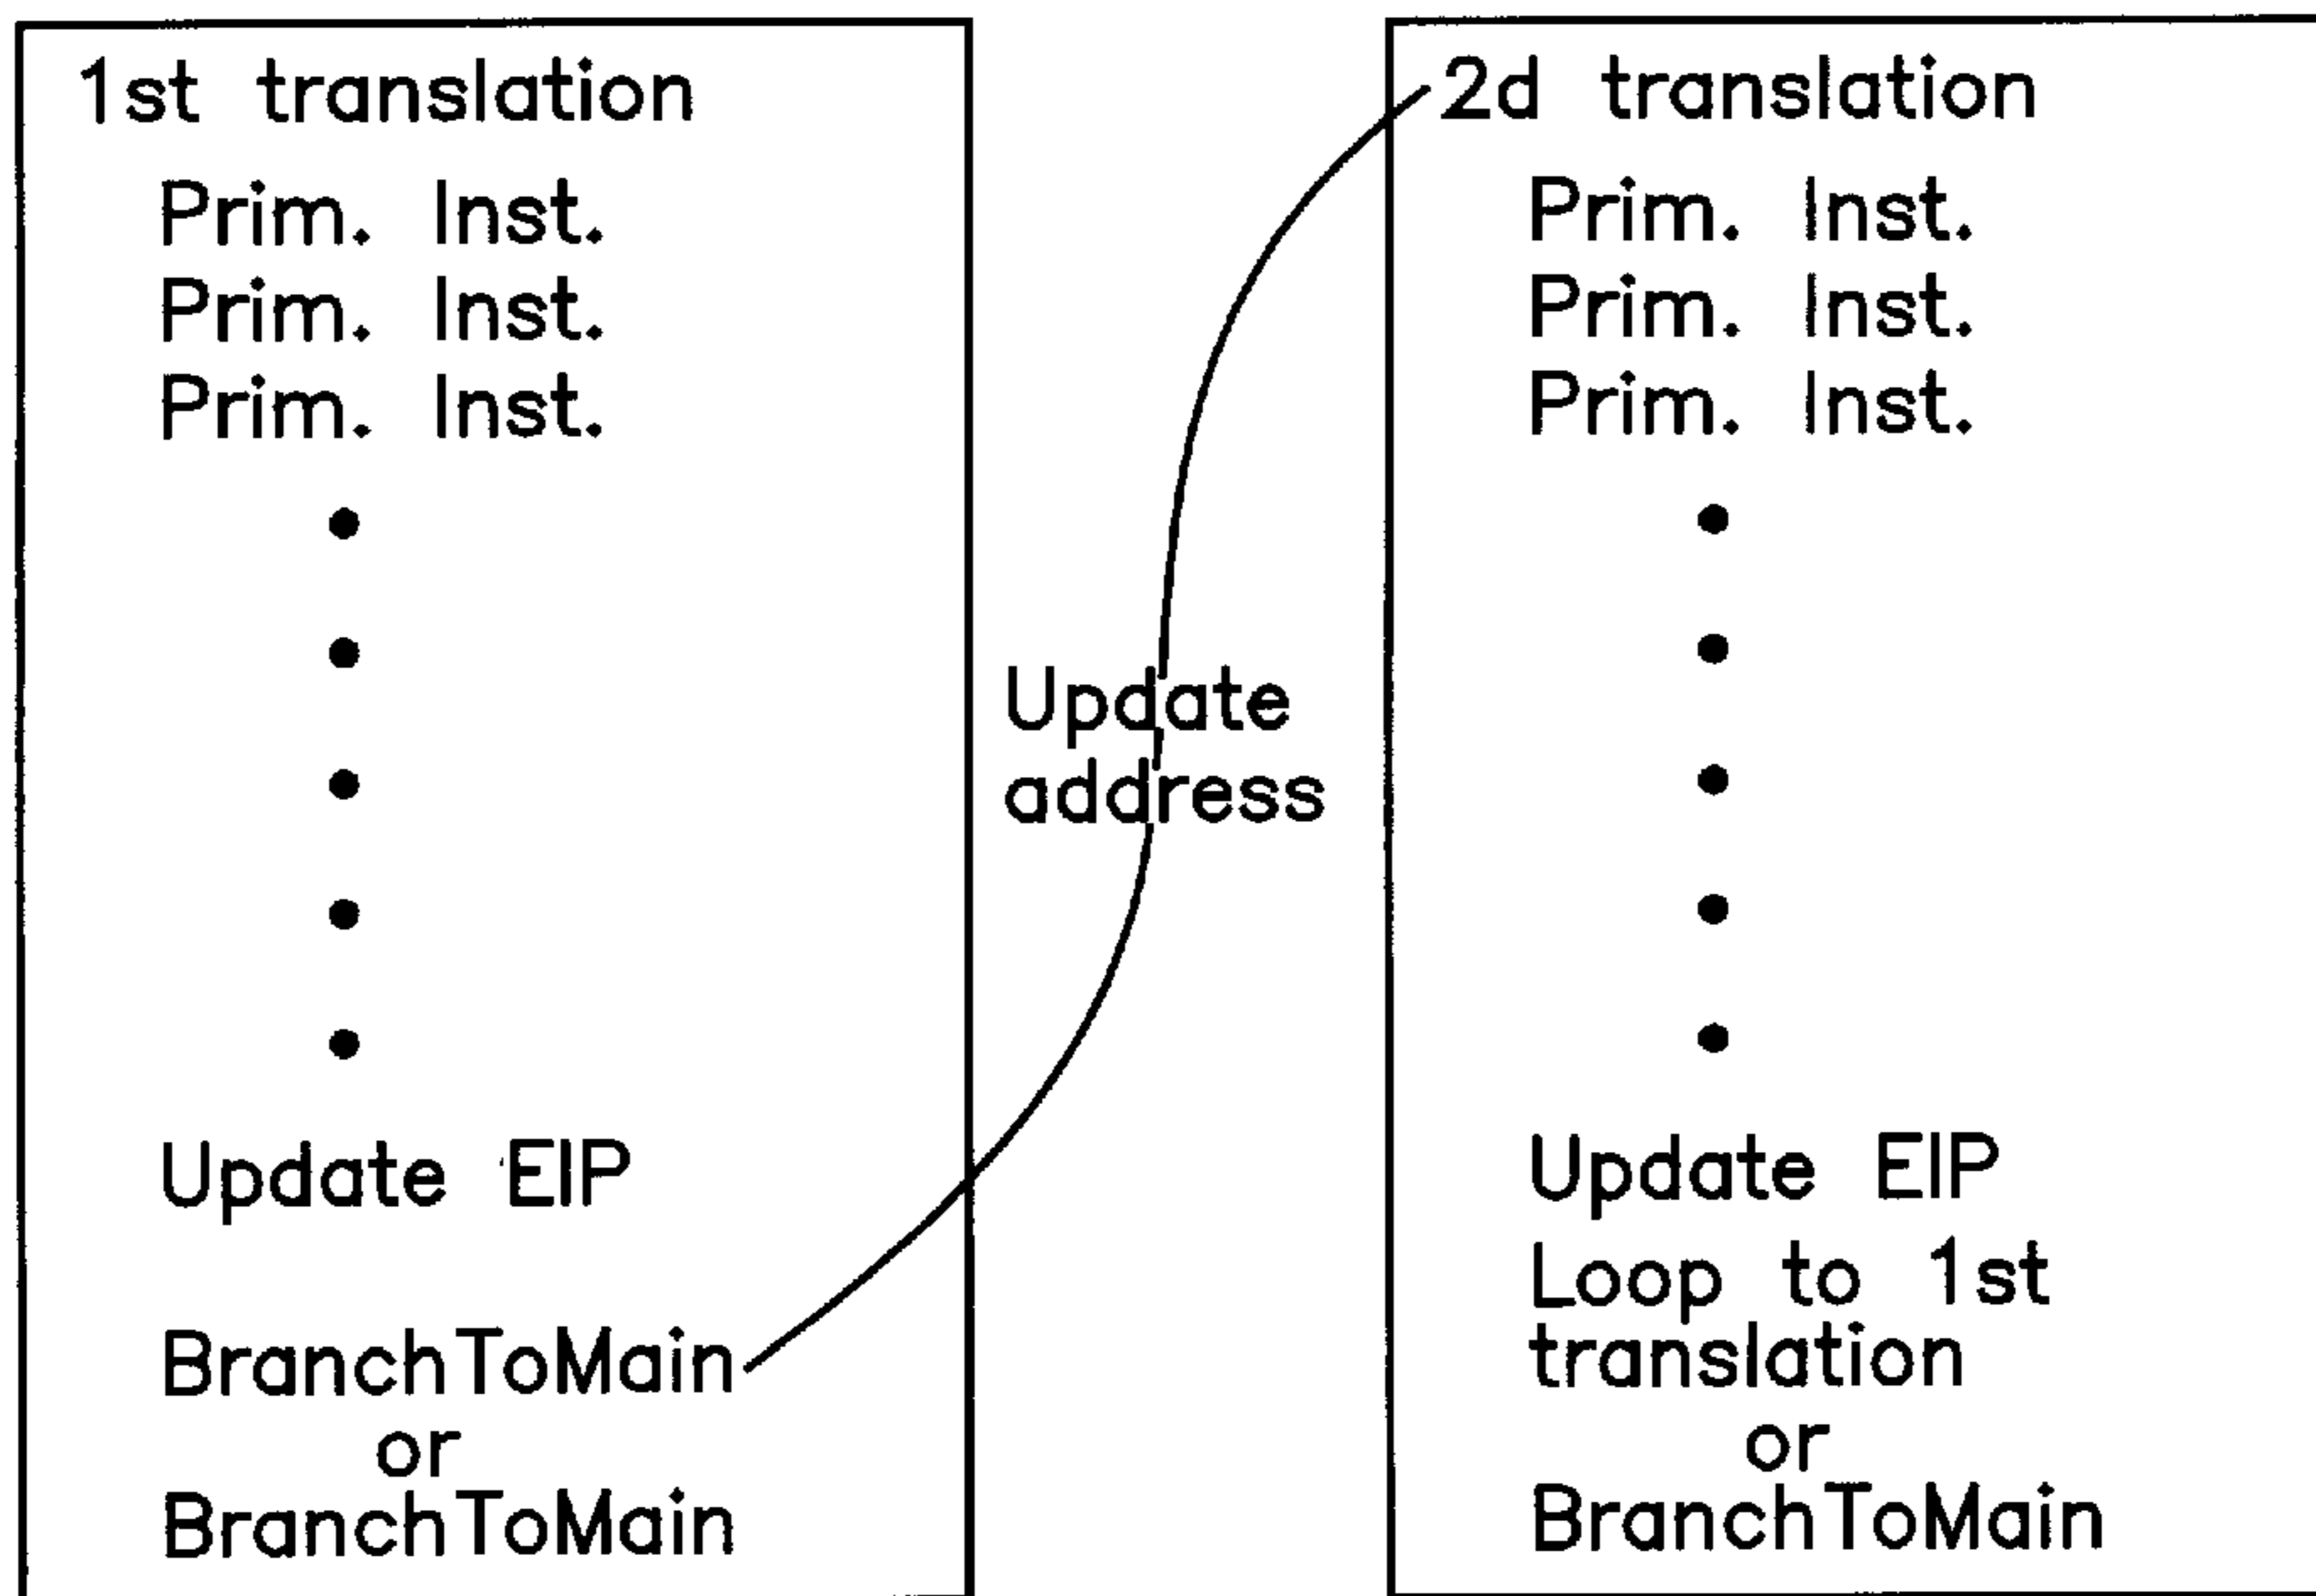 1st translation
Prim. Inst.
Prim. Inst.
Prim. Inst.
Update EIP
BranchToMain
or
BranchToMain
Update
address
2d translation
Prim. Inst.
Prim. Inst.
Prim. Inst.
Update EIP
Loop to 1st
translation
or
BranchToMain